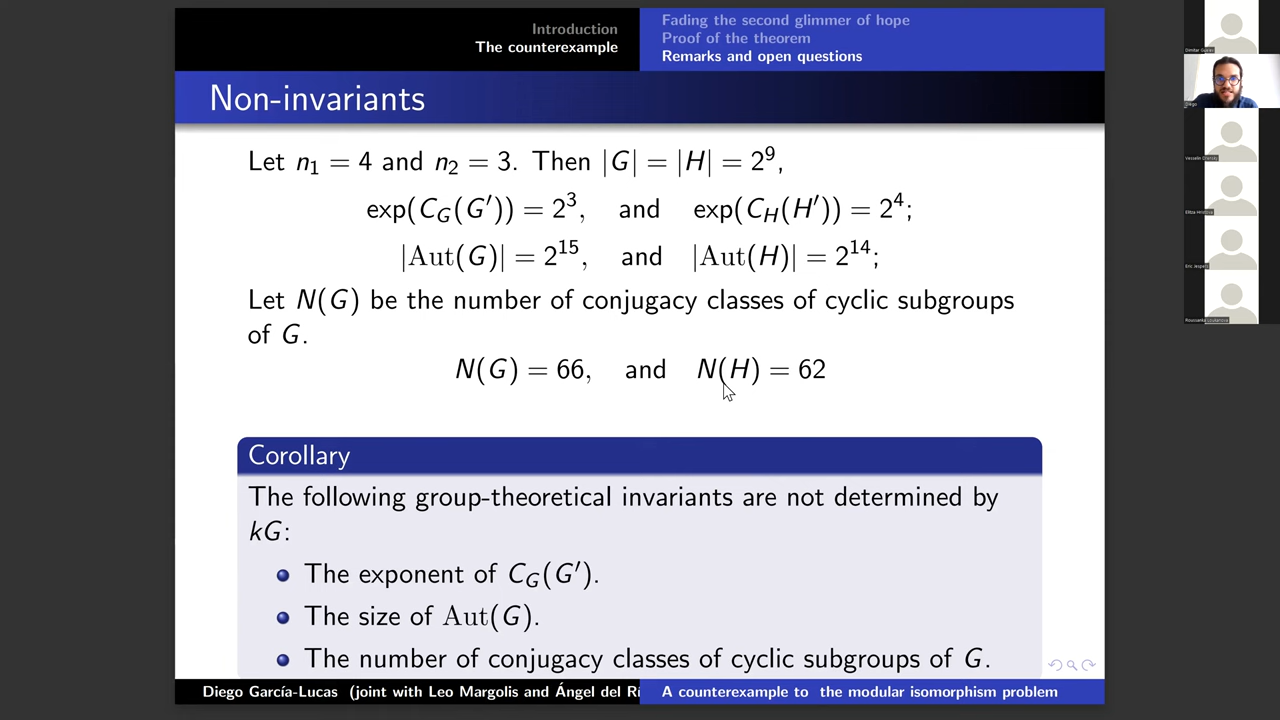 Introduction
The counterexample
Fading the second glimmer of hope
Proof of the theorem
Remarks and open questions
Non-invariants
Let n₁ = 4 and n₂ = 3. Then |G| = |H| = 2⁹,
exp(C_G(G′)) = 2³, and exp(C_H(H′)) = 2⁴;
|Aut(G)| = 2¹⁵, and |Aut(H)| = 2¹⁴;
Let N(G) be the number of conjugacy classes of cyclic subgroups
of G.
N(G) = 66, and N(H) = 62
Corollary
The following group-theoretical invariants are not determined by
kG:
The exponent of C_G(G′).
The size of Aut(G).
The number of conjugacy classes of cyclic subgroups of G.
Diego García-Lucas (joint with Leo Margolis and Ángel del Rí
A counterexample to the modular isomorphism problem
Diego